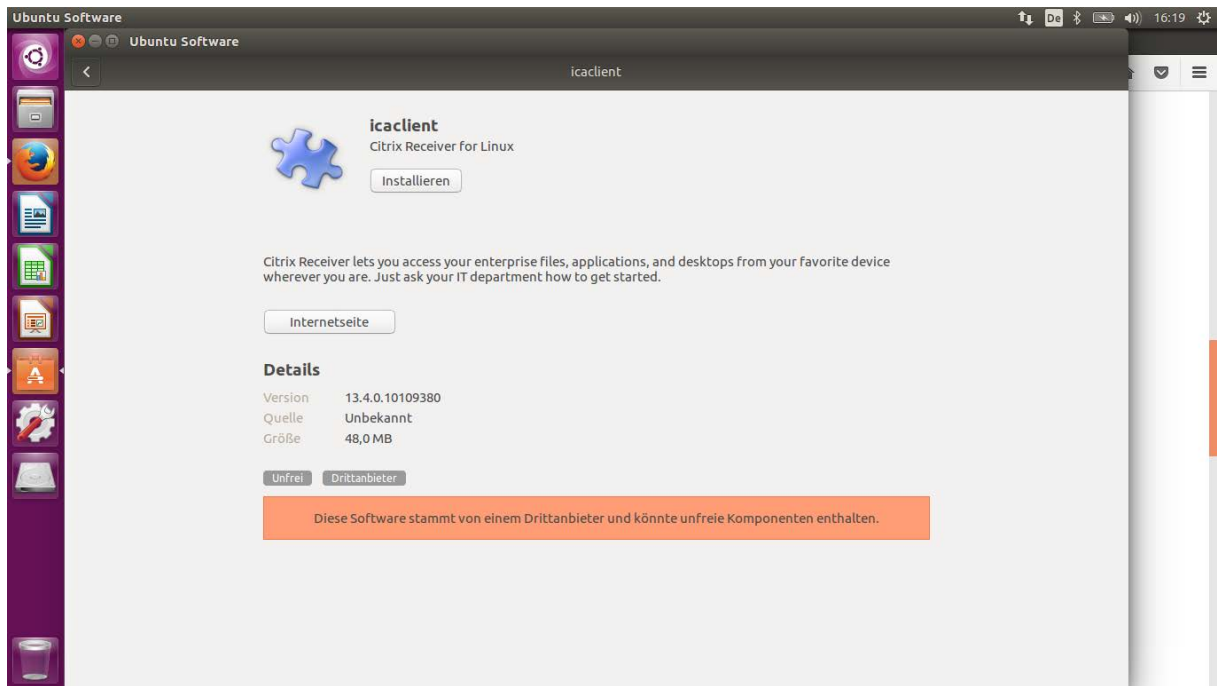 Ubuntu Software
De
16:19
Ubuntu Software
icaclient
icaclient
Citrix Receiver for Linux
Installieren
Citrix Receiver lets you access your enterprise files, applications, and desktops from your favorite device
wherever you are. Just ask your IT department how to get started.
Internetseite
Details
Version 13.4.0.10109380
Quelle Unbekannt
Größe 48,0 MB
Unfrei Drittanbieter
Diese Software stammt von einem Drittanbieter und könnte unfreie Komponenten enthalten.